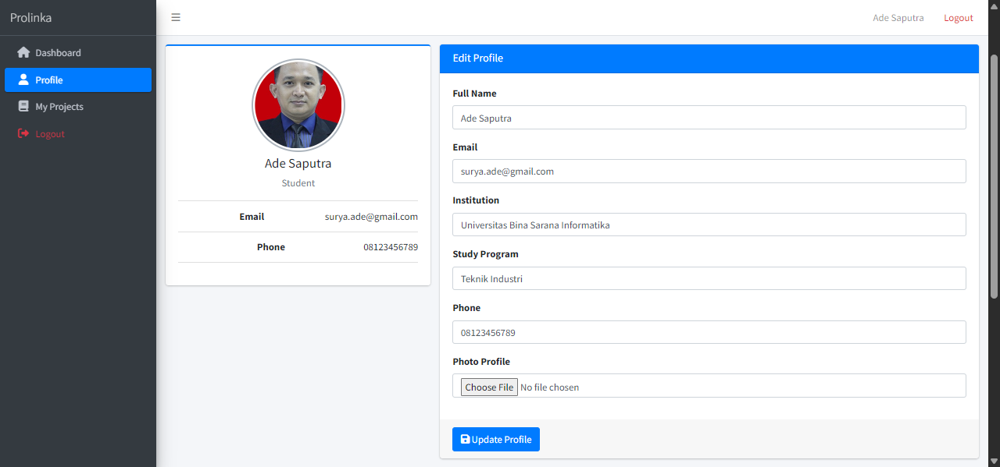 Prolinka
Ade Saputra Logout
Dashboard
Profile
My Projects
Logout
Ade Saputra
Student
Email surya.ade@gmail.com
Phone 08123456789
Edit Profile
Full Name
Ade Saputra
Email
surya.ade@gmail.com
Institution
Universitas Bina Sarana Informatika
Study Program
Teknik Industri
Phone
08123456789
Photo Profile
Choose File No file chosen
Update Profile